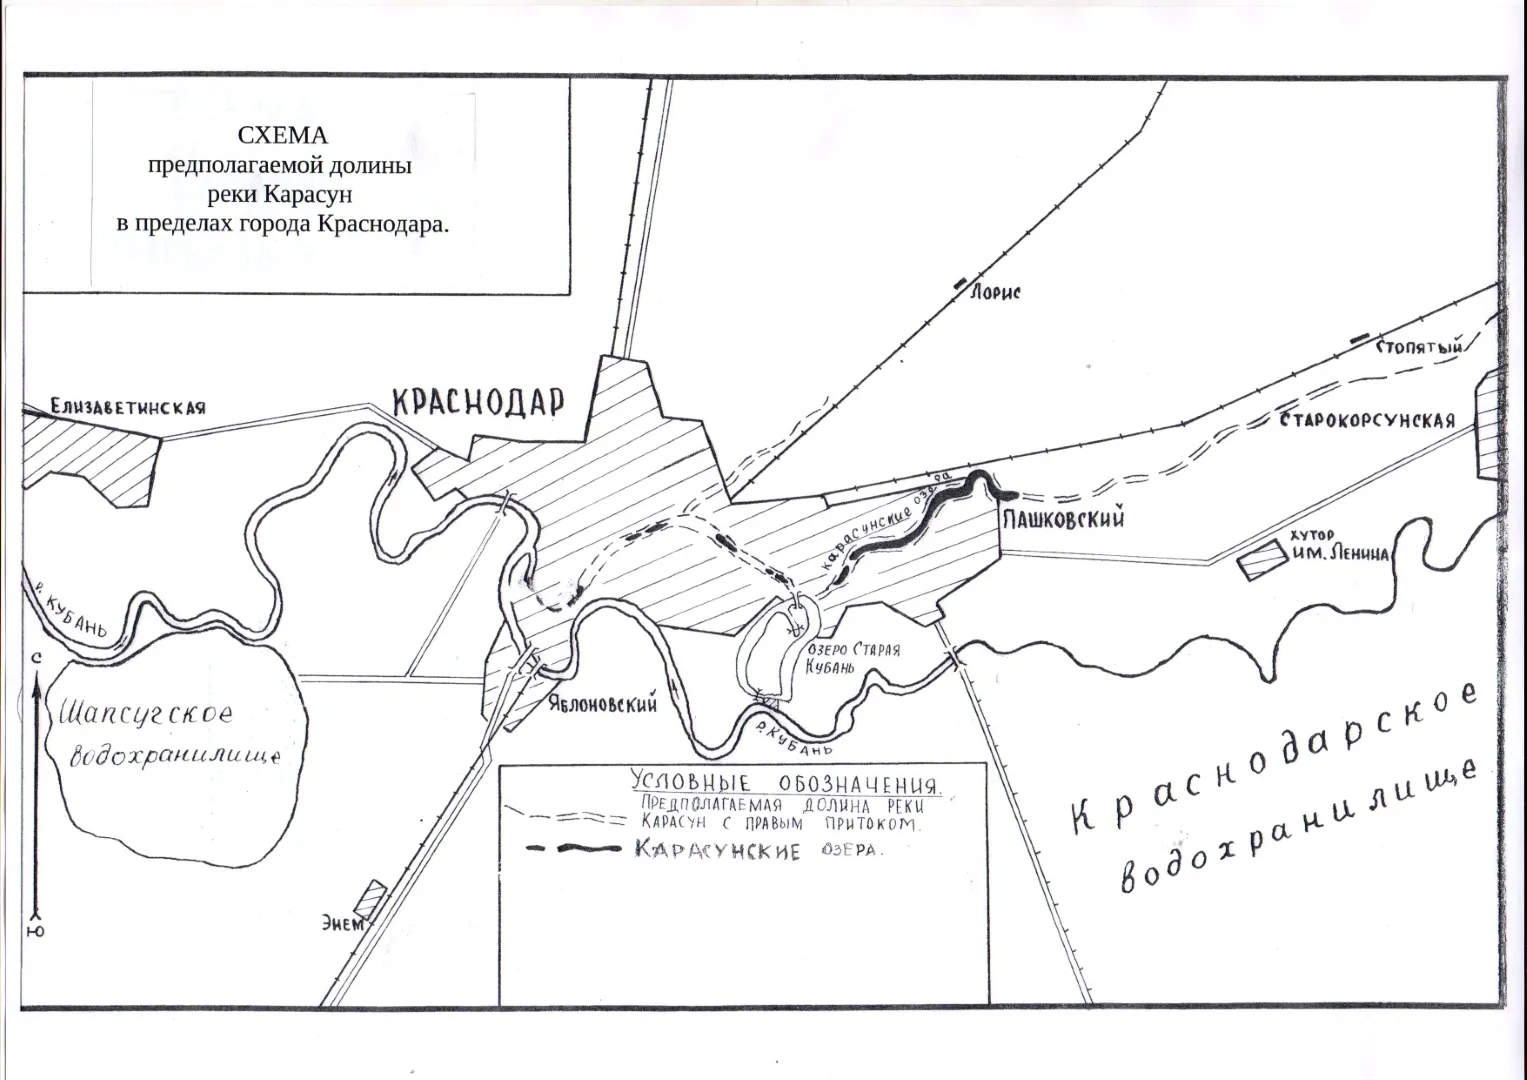 СХЕМА
предполагаемой долины
реки Карасун
в пределах города Краснодара.
Лорис
Стопятый
Елизаветинская
КРАСНОДАР
Старокорсунская
Карасунские озера
Пашковский
хутор
им. Ленина
р. Кубань
С
озеро Старая
Кубань
Яблоновский
р. Кубань
Шапсугское
водохранилище
Краснодарское
водохранилище
Условные обозначения.
Предполагаемая долина реки
Карасун с правым притоком.
Карасунские озера.
Энем
Ю